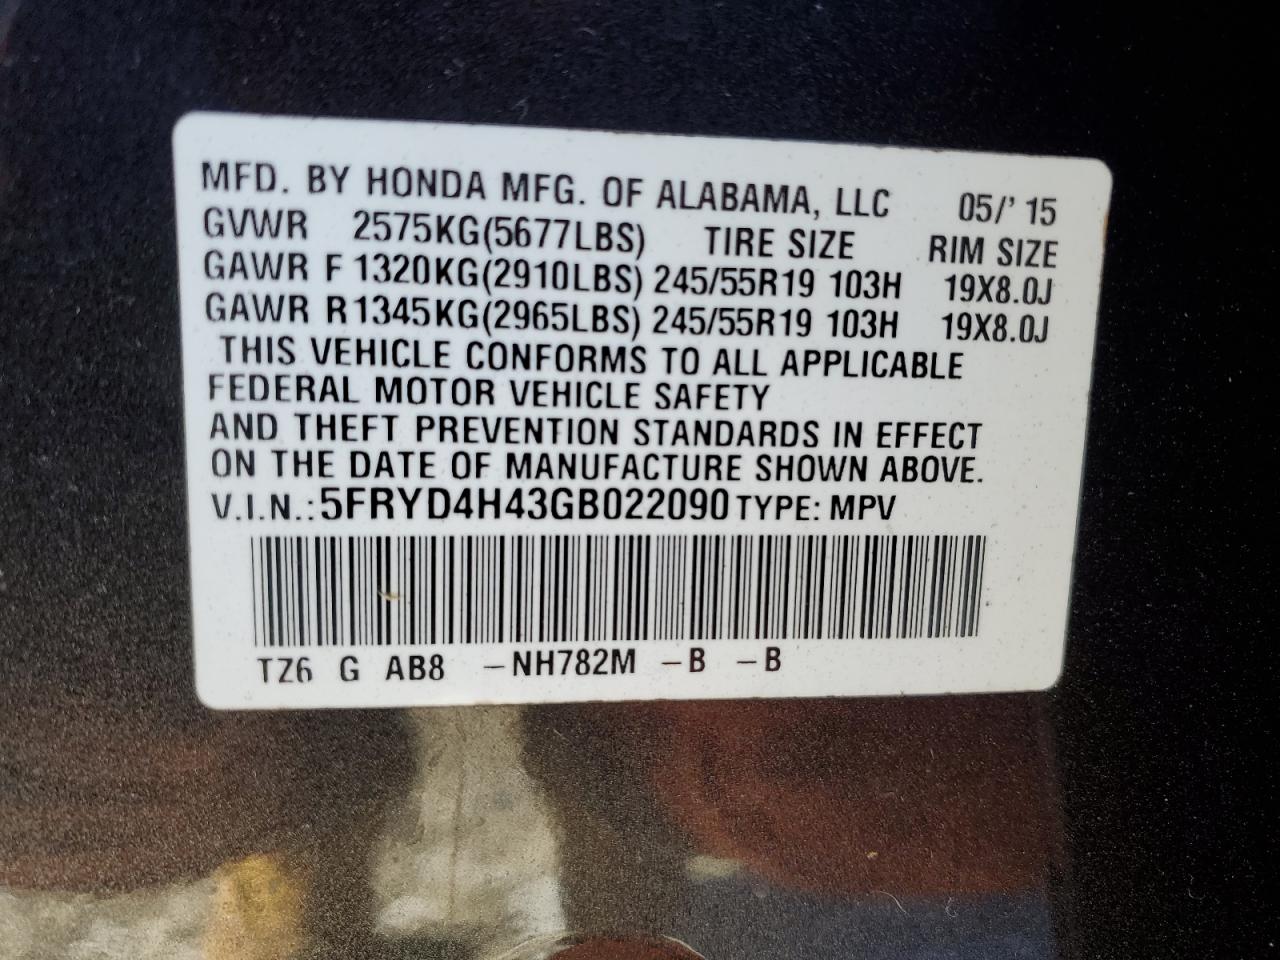 MFD. BY HONDA MFG. OF ALABAMA, LLC 05/' 15
GVWR 2575KG(5677LBS) TIRE SIZE RIM SIZE
GAWR F 1320KG(2910LBS) 245/55R19 103H 19X8.0J
GAWR R 1345KG(2965LBS) 245/55R19 103H 19X8.0J
THIS VEHICLE CONFORMS TO ALL APPLICABLE
FEDERAL MOTOR VEHICLE SAFETY
AND THEFT PREVENTION STANDARDS IN EFFECT
ON THE DATE OF MANUFACTURE SHOWN ABOVE.
V.I.N.: 5FRYD4H43GB022090 TYPE: MPV
TZ6 G AB8 -NH782M -B -B